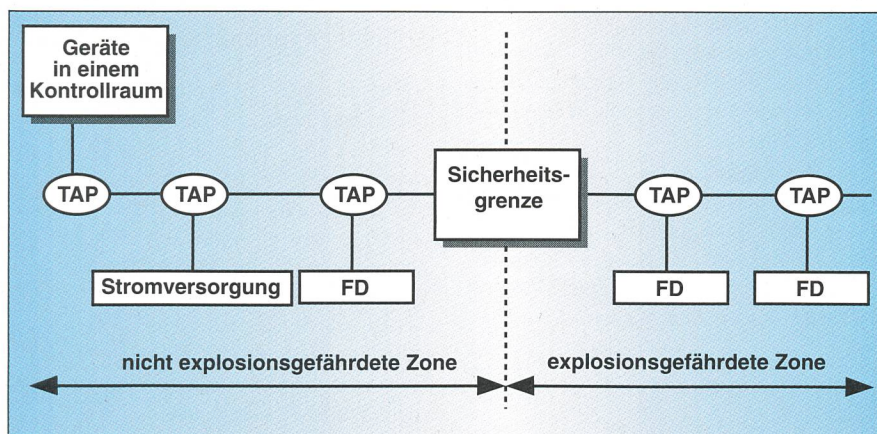 Geräte
in einem
Kontrollraum
TAP
TAP
TAP
Sicherheits-
grenze
TAP
TAP
Stromversorgung
FD
FD
FD
nicht explosionsgefährdete Zone
explosionsgefährdete Zone